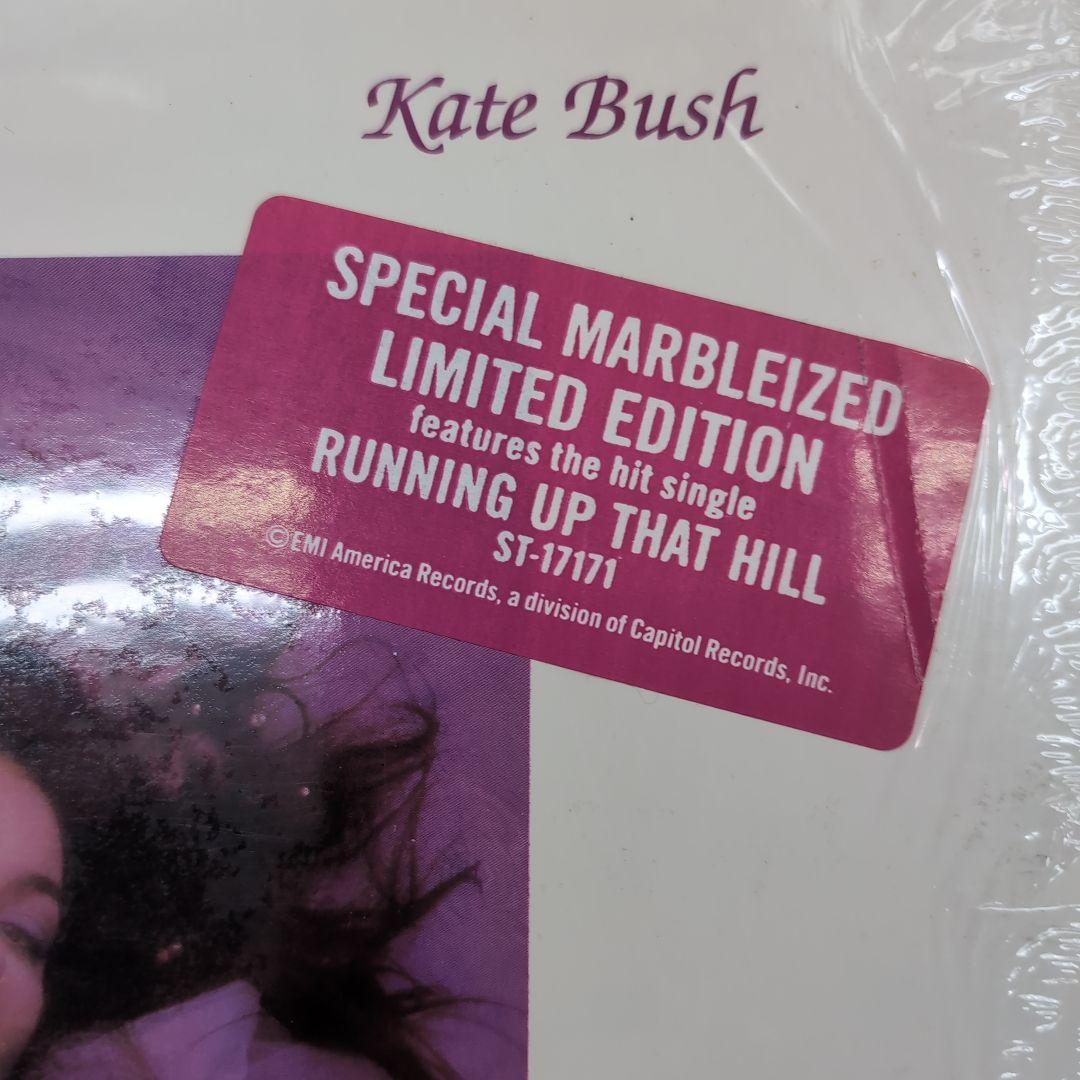 Kate Bush
SPECIAL MARBLEIZED
LIMITED EDITION
features the hit single
RUNNING UP THAT HILL
ST-17171
©EMI America Records, a division of Capitol Records, Inc.